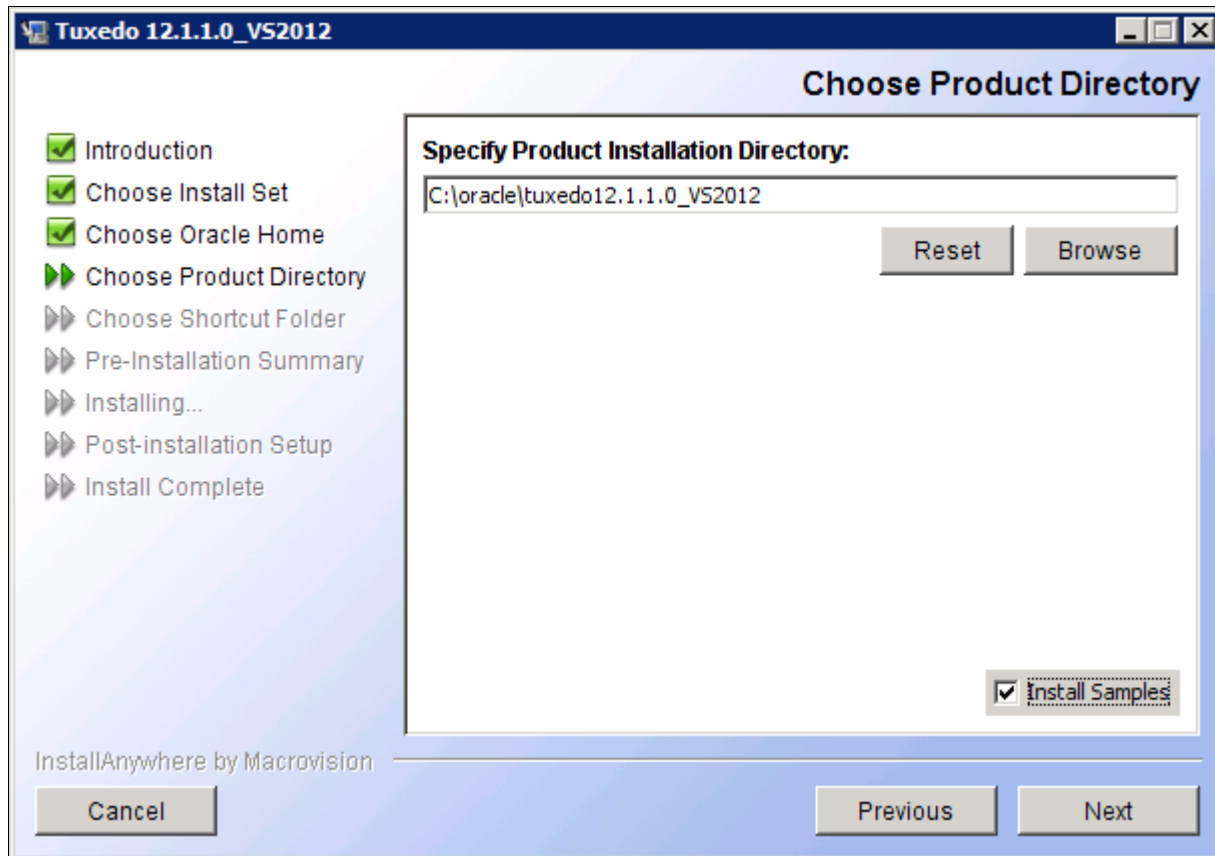 Tuxedo 12.1.1.0_VS2012
Choose Product Directory
Introduction
Choose Install Set
Choose Oracle Home
Choose Product Directory
Choose Shortcut Folder
Pre-Installation Summary
Installing...
Post-installation Setup
Install Complete
Specify Product Installation Directory:
C:\oracle\tuxedo12.1.1.0_VS2012
Reset
Browse
Install Samples
InstallAnywhere by Macrovision
Cancel
Previous
Next